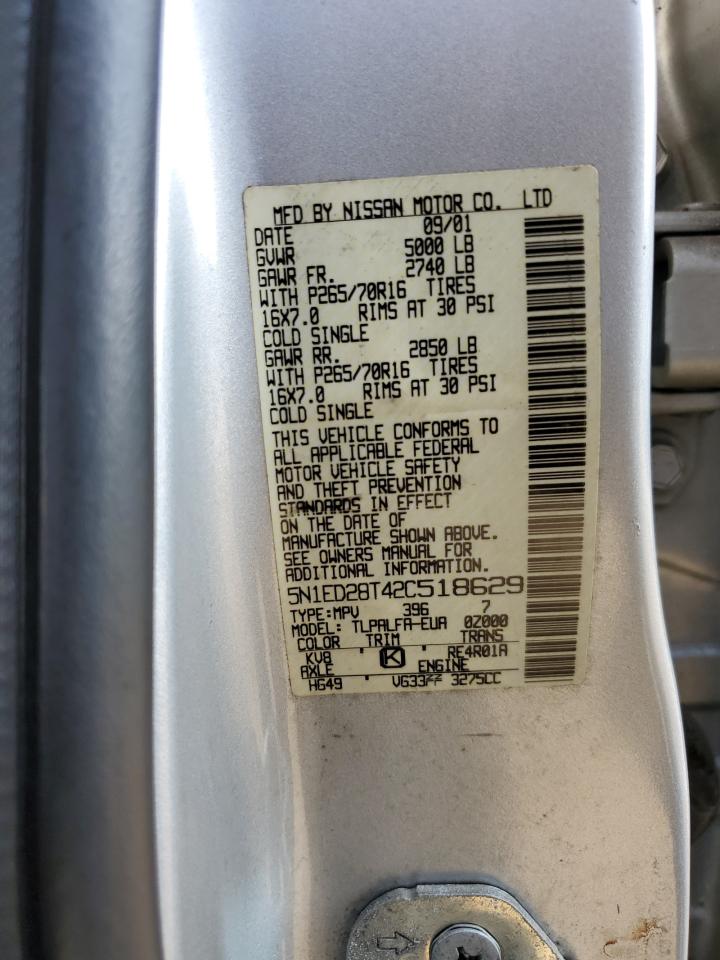 MFD BY NISSAN MOTOR CO. LTD
DATE 09/01
GVWR 5000 LB
GAWR FR. 2740 LB
WITH P265/70R16 TIRES
16X7.0 RIMS AT 30 PSI
COLD SINGLE
GAWR RR. 2850 LB
WITH P265/70R16 TIRES
16X7.0 RIMS AT 30 PSI
COLD SINGLE
THIS VEHICLE CONFORMS TO
ALL APPLICABLE FEDERAL
MOTOR VEHICLE SAFETY
AND THEFT PREVENTION
STANDARDS IN EFFECT
ON THE DATE OF
MANUFACTURE SHOWN ABOVE.
SEE OWNERS MANUAL FOR
ADDITIONAL INFORMATION.
5N1ED28T42C518629
TYPE:MPV 396 7
MODEL: TLPALFA-EUA 0Z000
COLOR TRIM TRANS
KV8 K RE4R01A
AXLE ENGINE
HG49 VG33 3275CC